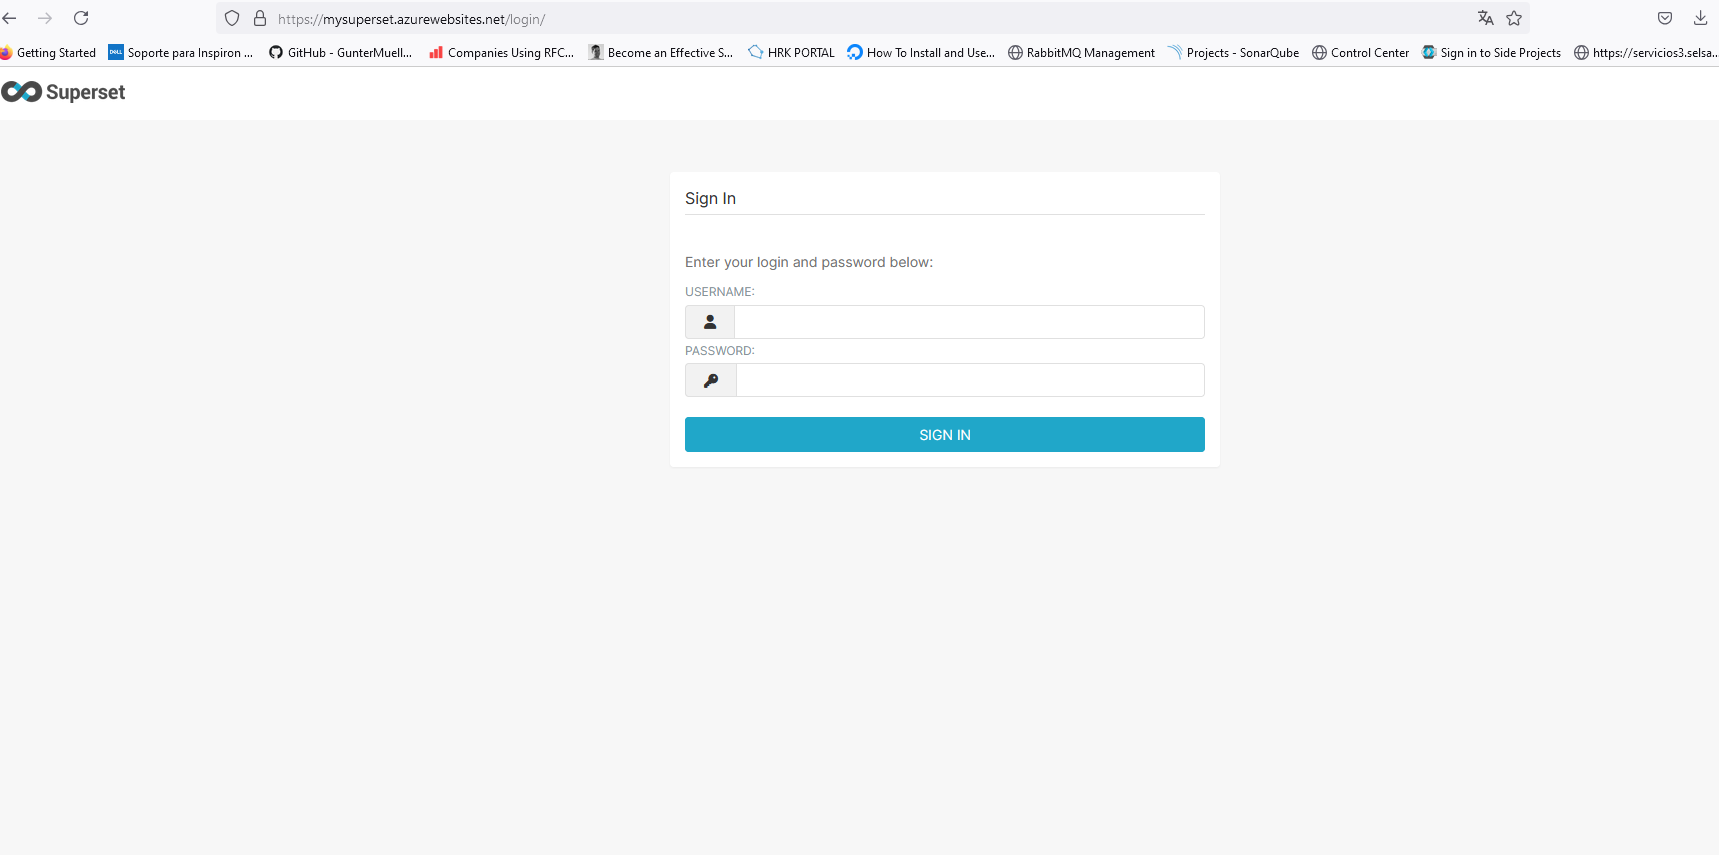 https://mysuperset.azurewebsites.net/login/
Getting Started Soporte para Inspiron ... GitHub - GunterMuell... Companies Using RFC... Become an Effective S... HRK PORTAL How To Install and Use... RabbitMQ Management Projects - SonarQube Control Center Sign in to Side Projects https://servicios3.selsa...
Superset
Sign In
Enter your login and password below:
USERNAME:
PASSWORD:
SIGN IN